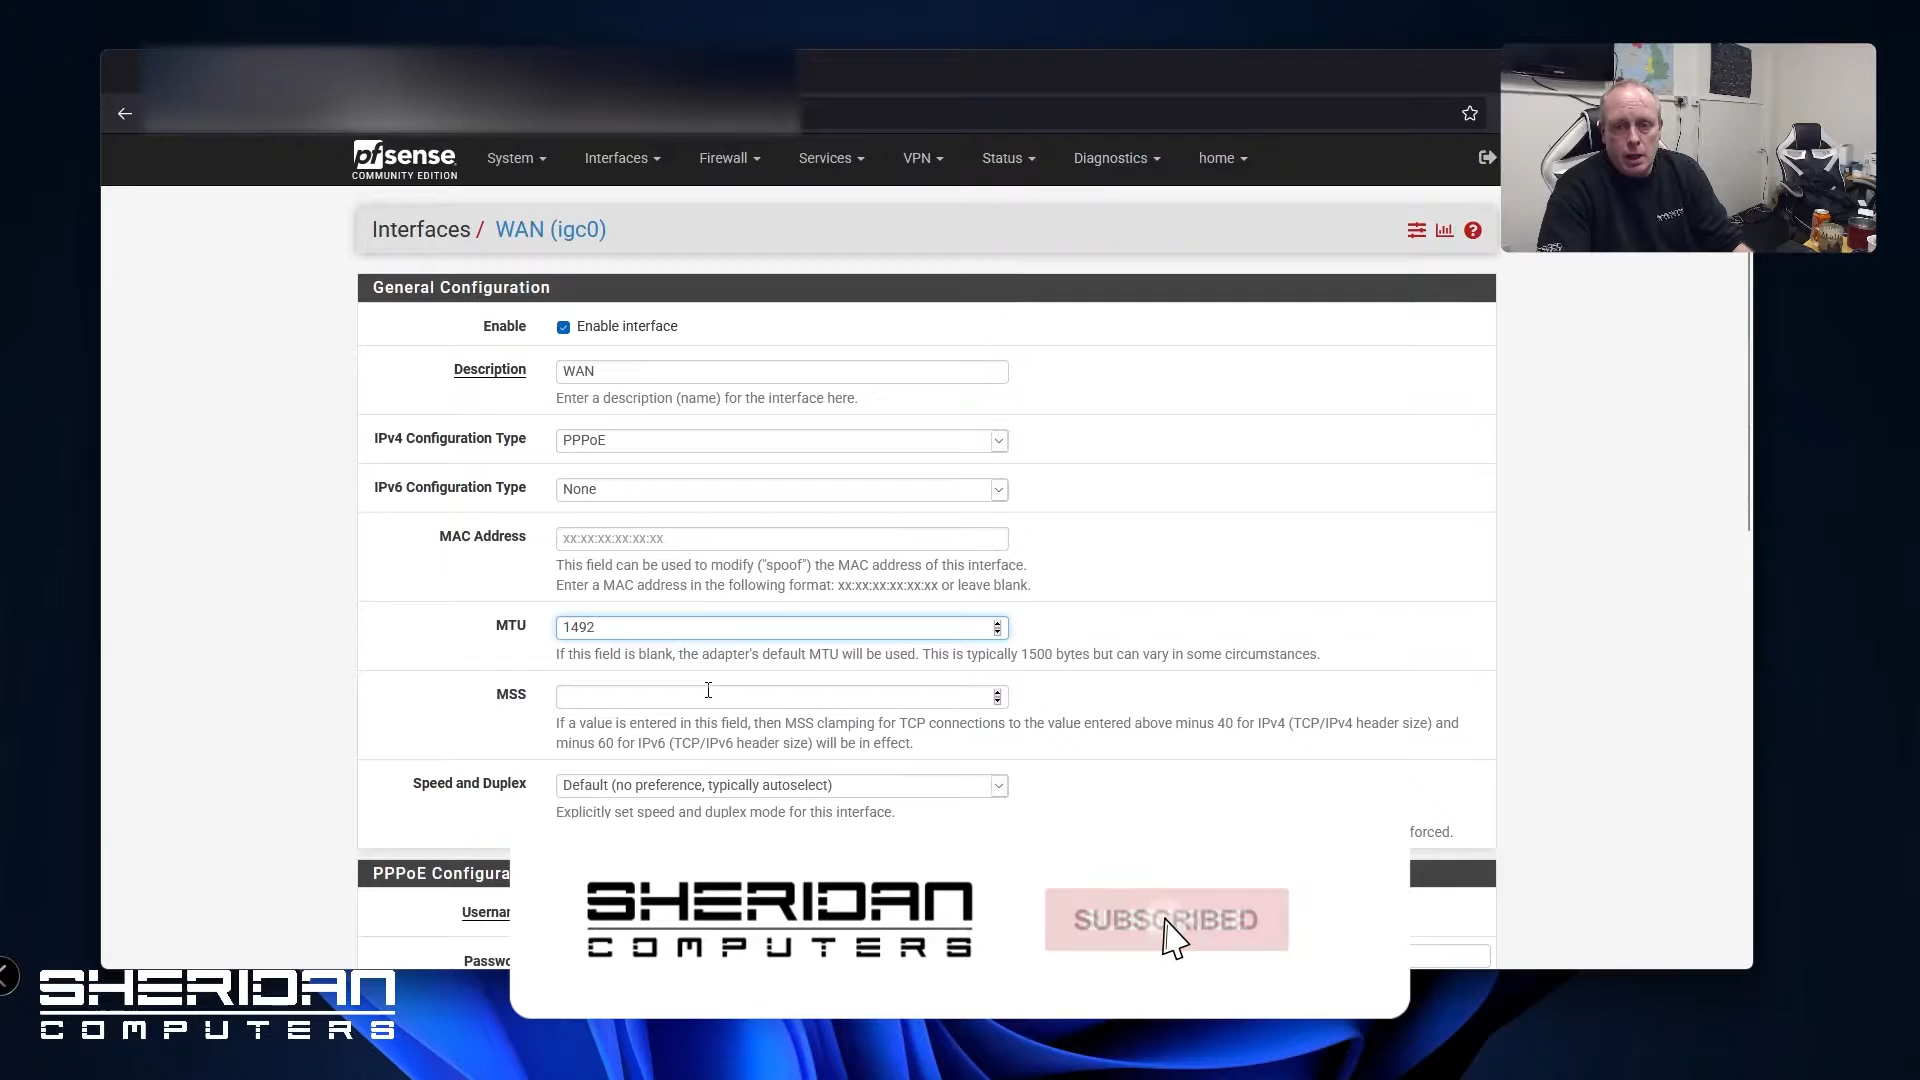 pfsense
COMMUNITY EDITION
System
Interfaces
Firewall
Services
VPN
Status
Diagnostics
home
Interfaces / WAN (igc0)
General Configuration
Enable
Enable interface
Description
WAN
Enter a description (name) for the interface here.
IPv4 Configuration Type
PPPoE
IPv6 Configuration Type
None
MAC Address
xx:xx:xx:xx:xx:xx
This field can be used to modify ("spoof") the MAC address of this interface.
Enter a MAC address in the following format: xx:xx:xx:xx:xx:xx or leave blank.
MTU
1492
If this field is blank, the adapter's default MTU will be used. This is typically 1500 bytes but can vary in some circumstances.
MSS
If a value is entered in this field, then MSS clamping for TCP connections to the value entered above minus 40 for IPv4 (TCP/IPv4 header size) and
minus 60 for IPv6 (TCP/IPv6 header size) will be in effect.
Speed and Duplex
Default (no preference, typically autoselect)
Explicitly set speed and duplex mode for this interface.
forced.
PPPoE Configura
Usernar
Passwo
SHERIDAN
COMPUTERS
SUBSCRIBED
SHERIDAN
COMPUTERS